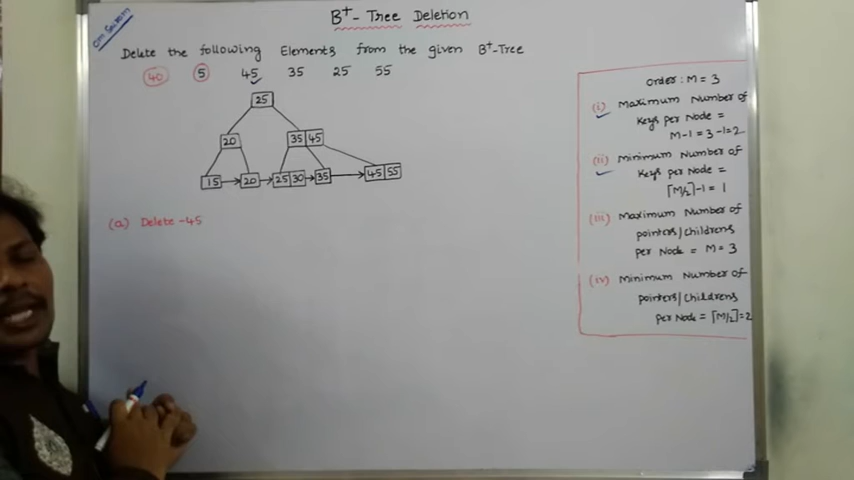 Om Sairam
B⁺- Tree Deletion
Delete the following Elements from the given B⁺-Tree
40 5 45 35 25 55
25
20 35 45
15 20 25 30 35 45 55
(a) Delete - 45
Order: M = 3
(i) Maximum Number of
Keys per Node =
M-1 = 3-1 = 2
(ii) Minimum Number of
Keys per Node =
⌈M/2⌉-1 = 1
(iii) Maximum Number of
pointers/childrens
per Node = M = 3
(iv) Minimum Number of
pointers/childrens
per Node = ⌈M/2⌉ = 2